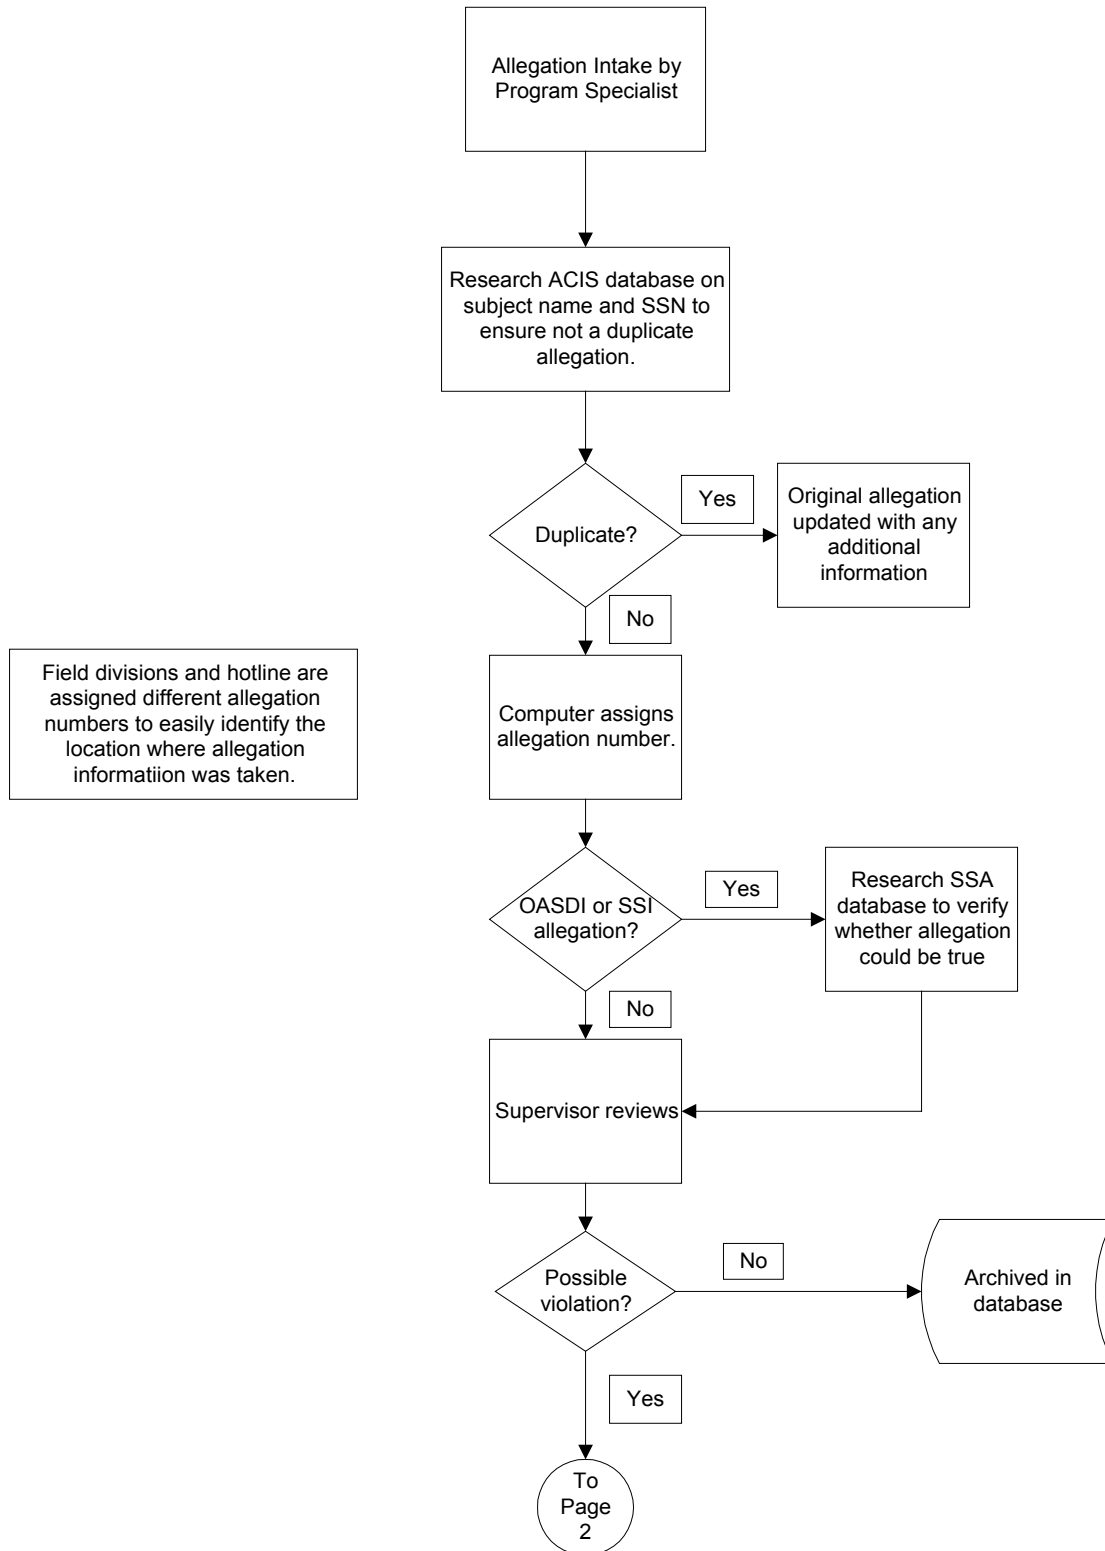 Allegation Intake by
Program Specialist
Research ACIS database on
subject name and SSN to
ensure not a duplicate
allegation.
Duplicate?
Yes
Original allegation
updated with any
additional
information
No
Field divisions and hotline are
assigned different allegation
numbers to easily identify the
location where allegation
informatiion was taken.
Computer assigns
allegation number.
OASDI or SSI
allegation?
Yes
Research SSA
database to verify
whether allegation
could be true
No
Supervisor reviews
Possible
violation?
No
Archived in
database
Yes
To
Page
2